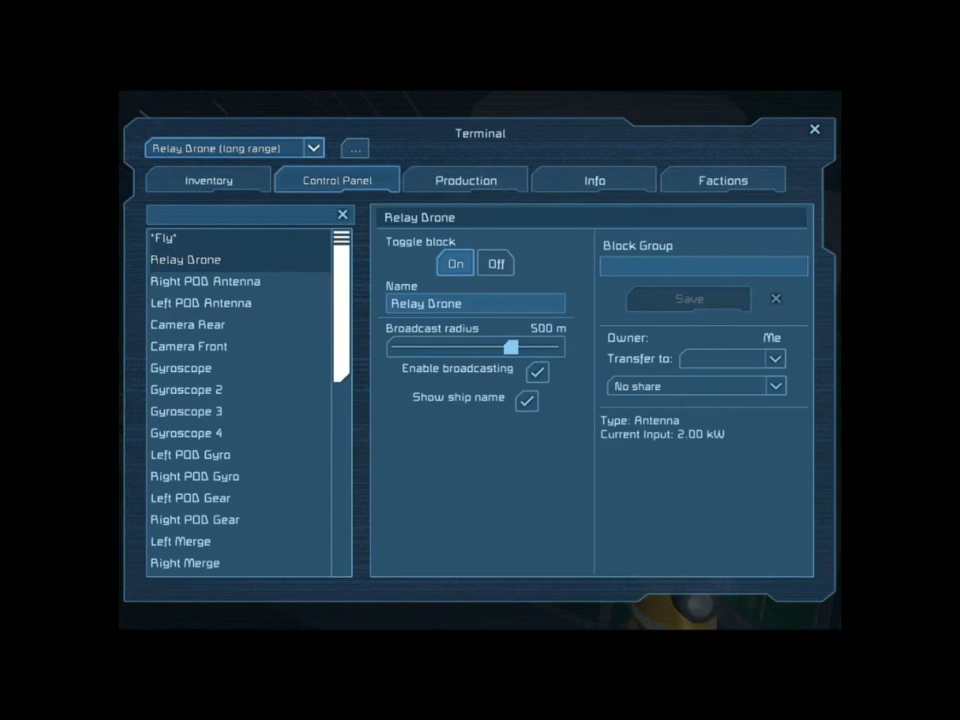 Terminal
Relay Drone (long range)
...
Inventory
Control Panel
Production
Info
Factions
*Fly*
Relay Drone
Right POD Antenna
Left POD Antenna
Camera Rear
Camera Front
Gyroscope
Gyroscope 2
Gyroscope 3
Gyroscope 4
Left POD Gyro
Right POD Gyro
Left POD Gear
Right POD Gear
Left Merge
Right Merge
Relay Drone
Toggle block
On Off
Name
Relay Drone
Broadcast radius 500 m
Enable broadcasting
Show ship name
Block Group
Save
Owner: Me
Transfer to:
No share
Type: Antenna
Current Input: 2.00 kW